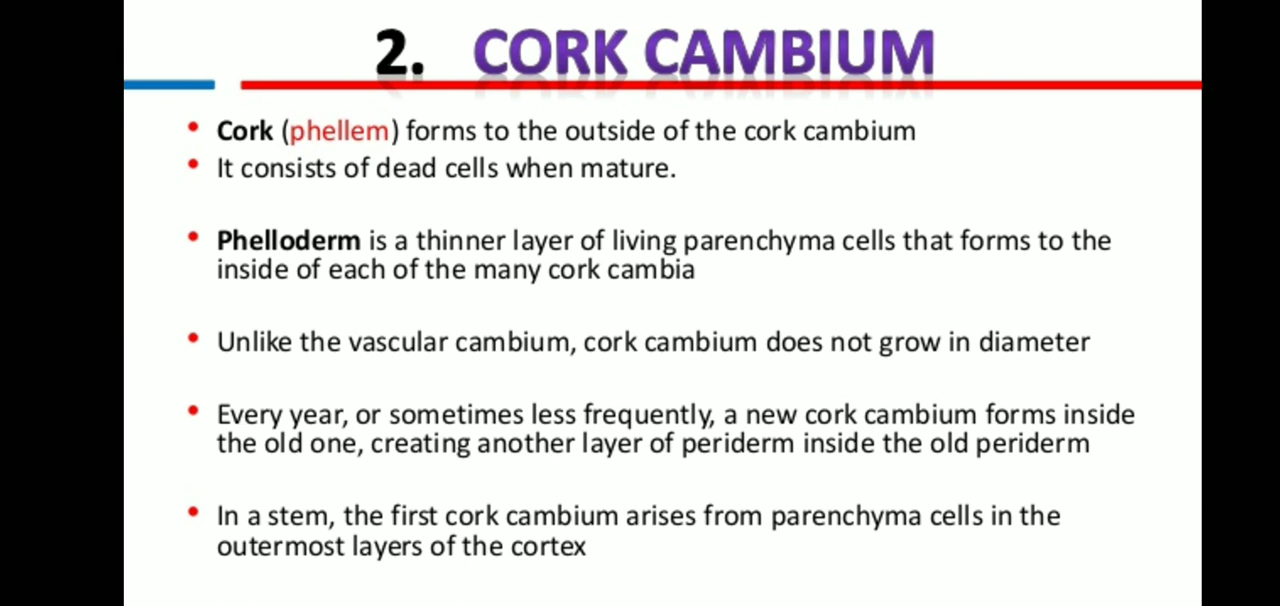 2. CORK CAMBIUM
• Cork (phellem) forms to the outside of the cork cambium
• It consists of dead cells when mature.
• Phelloderm is a thinner layer of living parenchyma cells that forms to the
inside of each of the many cork cambia
• Unlike the vascular cambium, cork cambium does not grow in diameter
• Every year, or sometimes less frequently, a new cork cambium forms inside
the old one, creating another layer of periderm inside the old periderm
• In a stem, the first cork cambium arises from parenchyma cells in the
outermost layers of the cortex